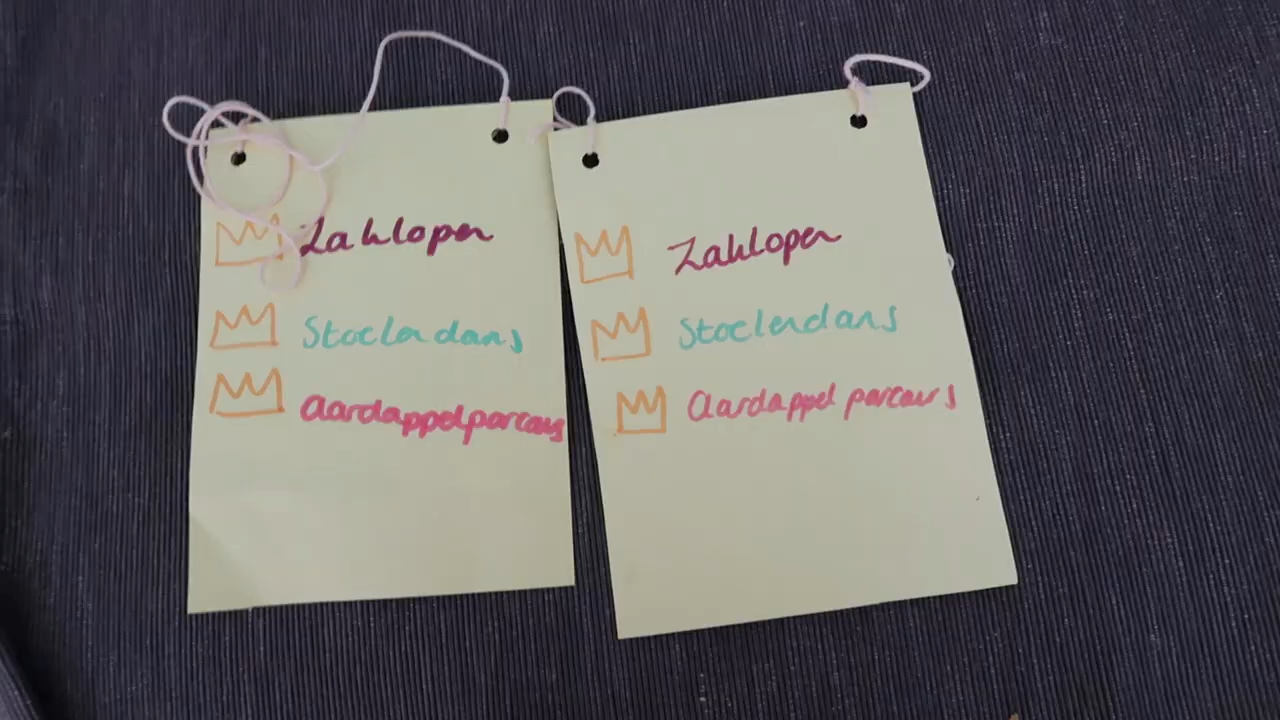 Zaklopen
Stoelendans
Aardappelparcours
Zaklopen
Stoelendans
Aardappel parcours